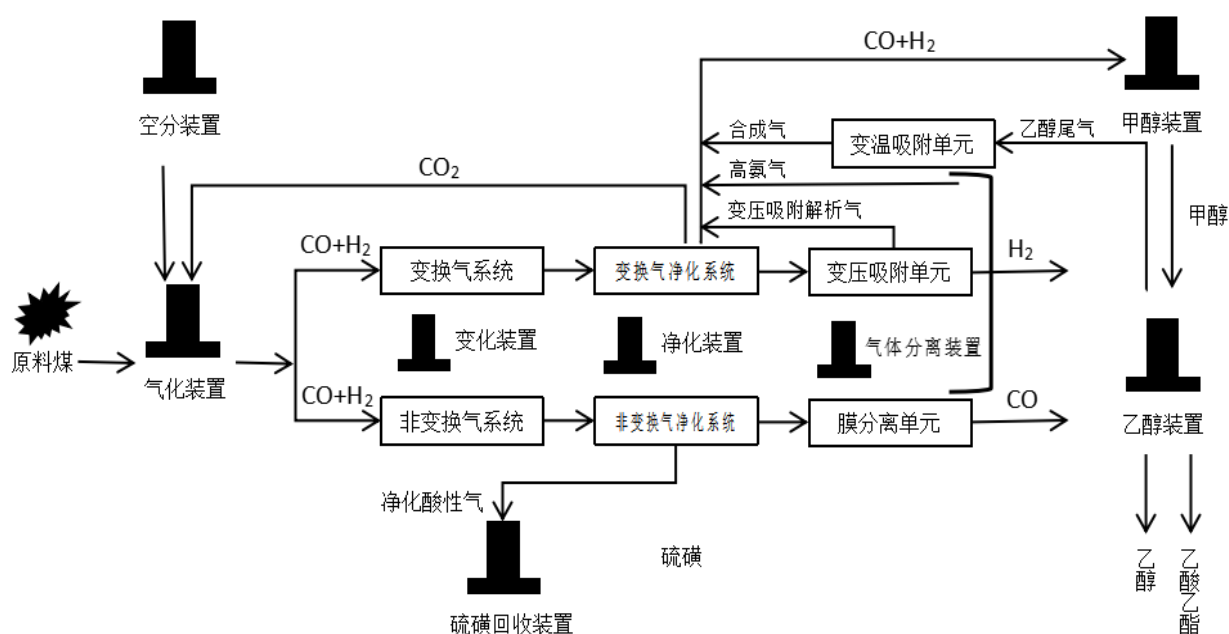 CO+H₂
空分装置
甲醇装置
合成气
变温吸附单元
乙醇尾气
CO₂
高氨气
变压吸附解析气
甲醇
CO+H₂
变换气系统
变换气净化系统
变压吸附单元
H₂
原料煤
气化装置
变化装置
净化装置
气体分离装置
CO+H₂
非变换气系统
非变换气净化系统
膜分离单元
CO
乙醇装置
净化酸性气
硫磺
硫磺回收装置
乙醇
乙酸乙酯